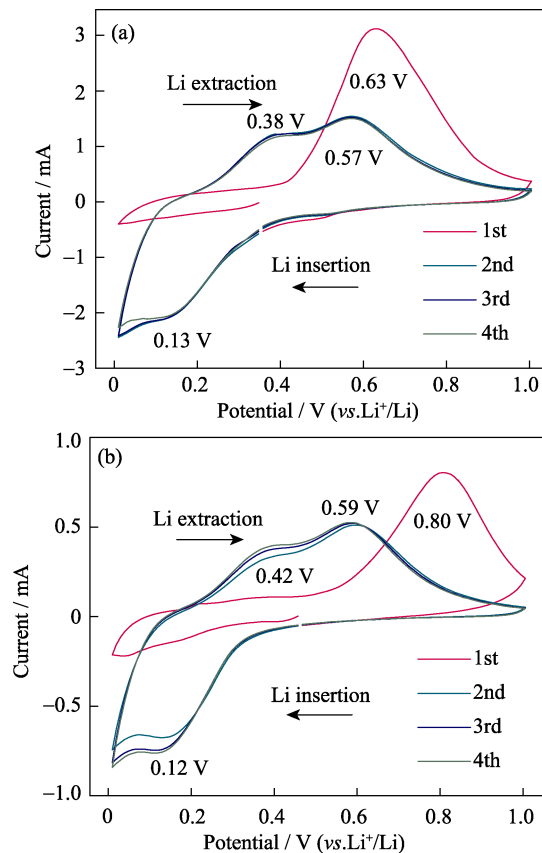 (a)
Li extraction
0.63 V
0.38 V
0.57 V
Li insertion
0.13 V
1st
2nd
3rd
4th
Current / mA
3
2
1
0
−1
−2
−3
0 0.2 0.4 0.6 0.8 1.0
Potential / V (vs.Li⁺/Li)
(b)
Li extraction
0.59 V
0.80 V
0.42 V
Li insertion
0.12 V
1st
2nd
3rd
4th
Current / mA
1.0
0.5
0
−0.5
−1.0
0 0.2 0.4 0.6 0.8 1.0
Potential / V (vs.Li⁺/Li)